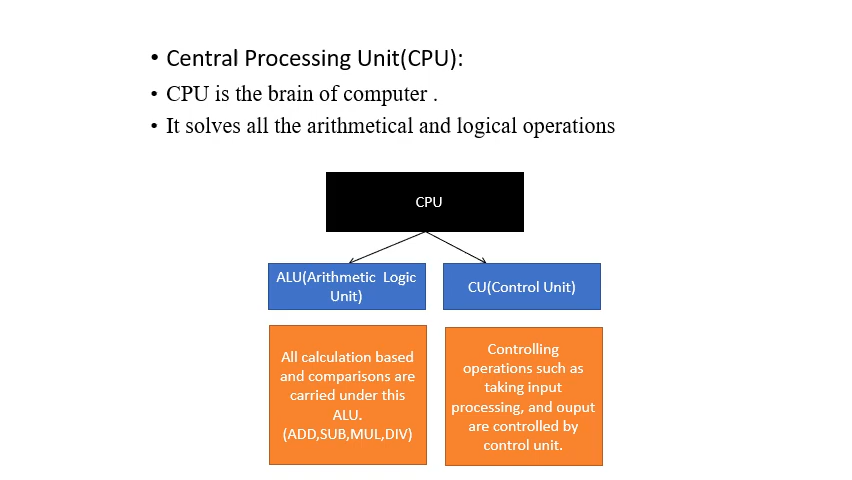 • Central Processing Unit(CPU):
• CPU is the brain of computer .
• It solves all the arithmetical and logical operations
CPU
ALU(Arithmetic Logic
Unit)
CU(Control Unit)
All calculation based
and comparisons are
carried under this
ALU.
(ADD,SUB,MUL,DIV)
Controlling
operations such as
taking input
processing, and ouput
are controlled by
control unit.